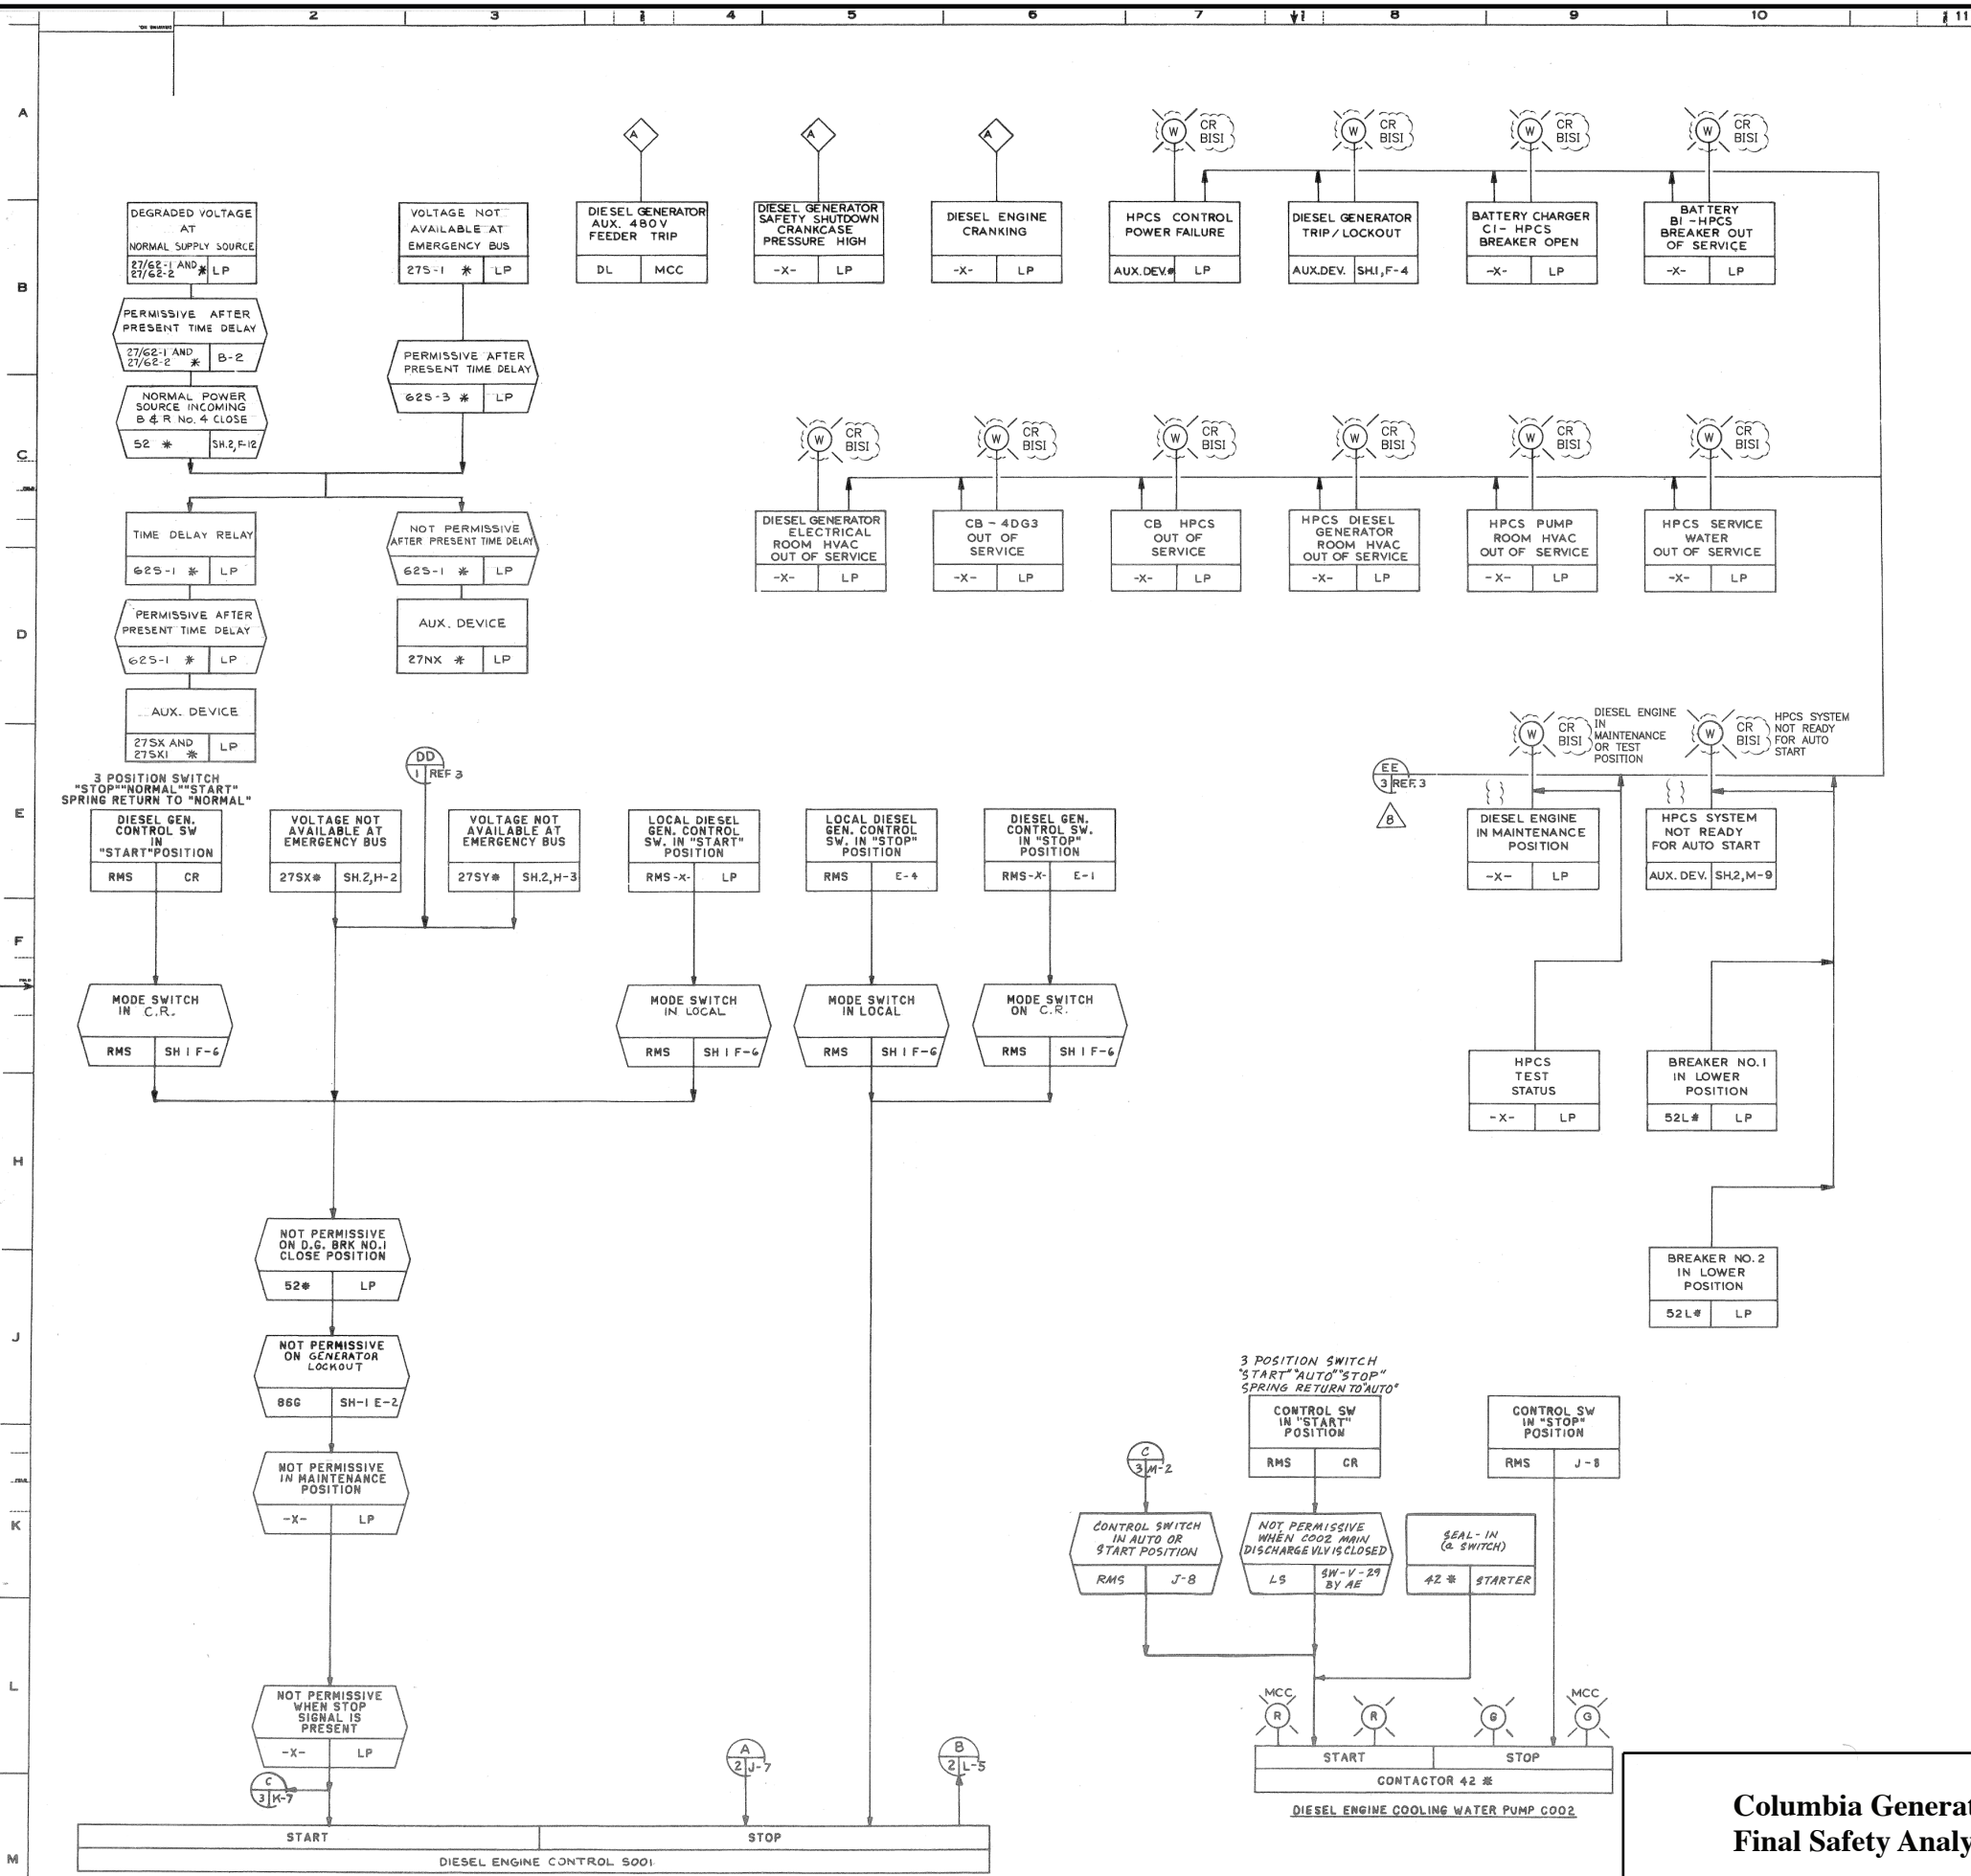 2 3 4 5 6 7 8 9 10 11
A
A
A
A
W
CR
BISI
W
CR
BISI
W
CR
BISI
W
CR
BISI
B
DEGRADED VOLTAGE
AT
NORMAL SUPPLY SOURCE
27/62-1 AND
27/62-2 * LP
VOLTAGE NOT
AVAILABLE AT
EMERGENCY BUS
27S-1 * LP
DIESEL GENERATOR
AUX. 480V
FEEDER TRIP
DL MCC
DIESEL GENERATOR
SAFETY SHUTDOWN
CRANKCASE
PRESSURE HIGH
-X- LP
DIESEL ENGINE
CRANKING
-X- LP
HPCS CONTROL
POWER FAILURE
AUX.DEV.* LP
DIESEL GENERATOR
TRIP/LOCKOUT
AUX.DEV. SH.1,F-4
BATTERY CHARGER
C1- HPCS
BREAKER OPEN
-X- LP
BATTERY
B1-HPCS
BREAKER OUT
OF SERVICE
-X- LP
PERMISSIVE AFTER
PRESENT TIME DELAY
27/62-1 AND
27/62-2 * B-2
PERMISSIVE AFTER
PRESENT TIME DELAY
62S-3 * LP
C
NORMAL POWER
SOURCE INCOMING
B & R No. 4 CLOSE
52 * SH.2,F-12
W
CR
BISI
W
CR
BISI
W
CR
BISI
W
CR
BISI
W
CR
BISI
W
CR
BISI
TIME DELAY RELAY
62S-1 * LP
NOT PERMISSIVE
AFTER PRESENT TIME DELAY
62S-1 * LP
DIESEL GENERATOR
ELECTRICAL
ROOM HVAC
OUT OF SERVICE
-X- LP
CB - 4DG3
OUT OF
SERVICE
-X- LP
CB HPCS
OUT OF
SERVICE
-X- LP
HPCS DIESEL
GENERATOR
ROOM HVAC
OUT OF SERVICE
-X- LP
HPCS PUMP
ROOM HVAC
OUT OF SERVICE
-X- LP
HPCS SERVICE
WATER
OUT OF SERVICE
-X- LP
D
PERMISSIVE AFTER
PRESENT TIME DELAY
62S-1 * LP
AUX. DEVICE
27NX * LP
AUX. DEVICE
27SX AND
27SX1 * LP
W
CR
BISI
DIESEL ENGINE
IN
MAINTENANCE
OR TEST
POSITION
W
CR
BISI
HPCS SYSTEM
NOT READY
FOR AUTO
START
DD
1 REF 3
EE
3 REF.3
8
E
3 POSITION SWITCH
"STOP""NORMAL""START"
SPRING RETURN TO "NORMAL"
DIESEL GEN.
CONTROL SW
IN
"START"POSITION
RMS CR
VOLTAGE NOT
AVAILABLE AT
EMERGENCY BUS
27SX* SH.2,H-2
VOLTAGE NOT
AVAILABLE AT
EMERGENCY BUS
27SY* SH.2,H-3
LOCAL DIESEL
GEN. CONTROL
SW. IN "START"
POSITION
RMS-X- LP
LOCAL DIESEL
GEN. CONTROL
SW. IN "STOP"
POSITION
RMS E-4
DIESEL GEN.
CONTROL SW.
IN "STOP"
POSITION
RMS-X- E-1
DIESEL ENGINE
IN MAINTENANCE
POSITION
-X- LP
HPCS SYSTEM
NOT READY
FOR AUTO START
AUX. DEV. SH.2,M-9
F
MODE SWITCH
IN C.R.
RMS SH 1 F-6
MODE SWITCH
IN LOCAL
RMS SH 1 F-6
MODE SWITCH
IN LOCAL
RMS SH 1 F-6
MODE SWITCH
ON C.R.
RMS SH 1 F-6
HPCS
TEST
STATUS
-X- LP
BREAKER NO.1
IN LOWER
POSITION
52L* LP
H
NOT PERMISSIVE
ON D.G. BRK NO.1
CLOSE POSITION
52* LP
BREAKER NO.2
IN LOWER
POSITION
52L* LP
J
NOT PERMISSIVE
ON GENERATOR
LOCKOUT
86G SH-1 E-2
3 POSITION SWITCH
"START""AUTO""STOP"
SPRING RETURN TO"AUTO"
CONTROL SW
IN "START"
POSITION
RMS CR
CONTROL SW
IN "STOP"
POSITION
RMS J-8
C
3 M-2
NOT PERMISSIVE
IN MAINTENANCE
POSITION
-X- LP
K
CONTROL SWITCH
IN AUTO OR
START POSITION
RMS J-8
NOT PERMISSIVE
WHEN C002 MAIN
DISCHARGE VLV IS CLOSED
LS SW-V-29
BY AE
SEAL-IN
(a SWITCH)
42 * STARTER
L
NOT PERMISSIVE
WHEN STOP
SIGNAL IS
PRESENT
-X- LP
MCC
R
R
G
MCC
G
START STOP
CONTACTOR 42 *
DIESEL ENGINE COOLING WATER PUMP C002
C
3 K-7
A
2 J-7
B
2 L-5
M
START STOP
DIESEL ENGINE CONTROL S001
Columbia Generat
Final Safety Analy